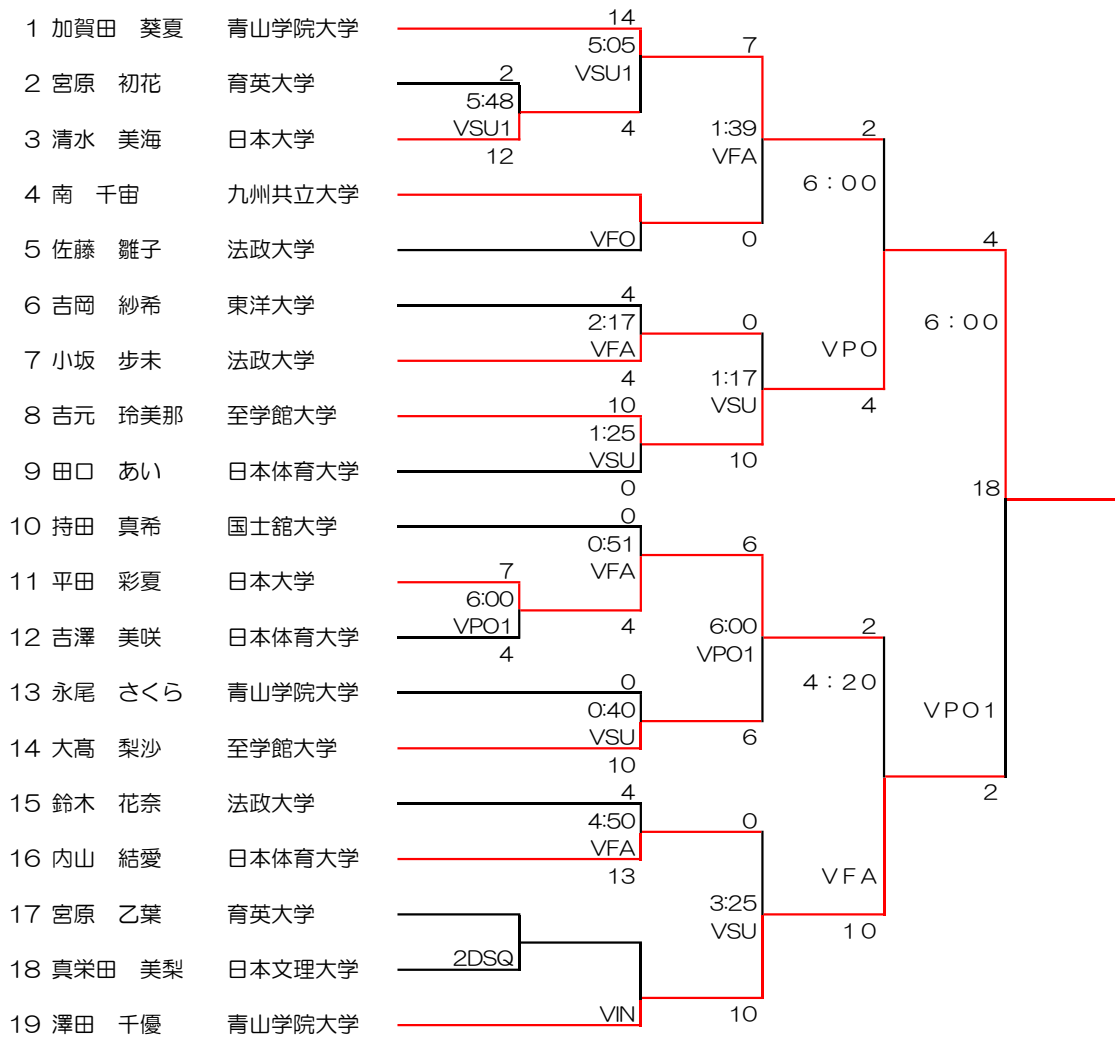 14
1 加賀田 葵夏 青山学院大学
5:05
7
VSU1
2
2 宮原 初花 育英大学
5:48
VSU1
4
1:39
2
3 清水 美海 日本大学
12
VFA
6:00
4 南 千宙 九州共立大学
VFO
0
4
5 佐藤 雛子 法政大学
4
6 吉岡 紗希 東洋大学
2:17
0
6:00
VFA
VPO
7 小坂 歩未 法政大学
4
1:17
10
VSU
4
8 吉元 玲美那 至学館大学
1:25
VSU
10
9 田口 あい 日本体育大学
0
18
0
10 持田 真希 国士舘大学
0:51
6
7
VFA
11 平田 彩夏 日本大学
6:00
VPO1
4
6:00
2
12 吉澤 美咲 日本体育大学
4
VPO1
0
4:20
13 永尾 さくら 青山学院大学
0:40
VPO1
VSU
6
14 大髙 梨沙 至学館大学
10
4
2
15 鈴木 花奈 法政大学
4:50
0
VFA
16 内山 結愛 日本体育大学
13
VFA
3:25
17 宮原 乙葉 育英大学
VSU
10
2DSQ
18 真栄田 美梨 日本文理大学
VIN
10
19 澤田 千優 青山学院大学